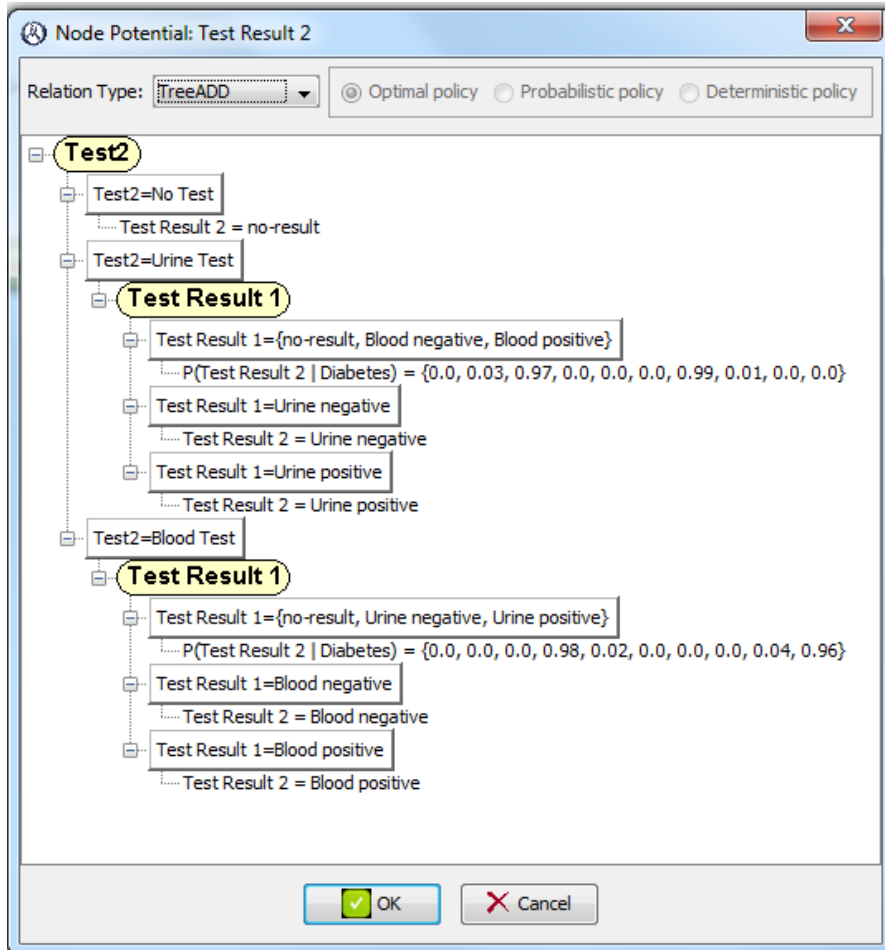 Node Potential: Test Result 2
Relation Type: TreeADD Optimal policy Probabilistic policy Deterministic policy
Test2
Test2=No Test
Test Result 2 = no-result
Test2=Urine Test
Test Result 1
Test Result 1={no-result, Blood negative, Blood positive}
P(Test Result 2 | Diabetes) = {0.0, 0.03, 0.97, 0.0, 0.0, 0.0, 0.99, 0.01, 0.0, 0.0}
Test Result 1=Urine negative
Test Result 2 = Urine negative
Test Result 1=Urine positive
Test Result 2 = Urine positive
Test2=Blood Test
Test Result 1
Test Result 1={no-result, Urine negative, Urine positive}
P(Test Result 2 | Diabetes) = {0.0, 0.0, 0.0, 0.98, 0.02, 0.0, 0.0, 0.0, 0.04, 0.96}
Test Result 1=Blood negative
Test Result 2 = Blood negative
Test Result 1=Blood positive
Test Result 2 = Blood positive
OK Cancel